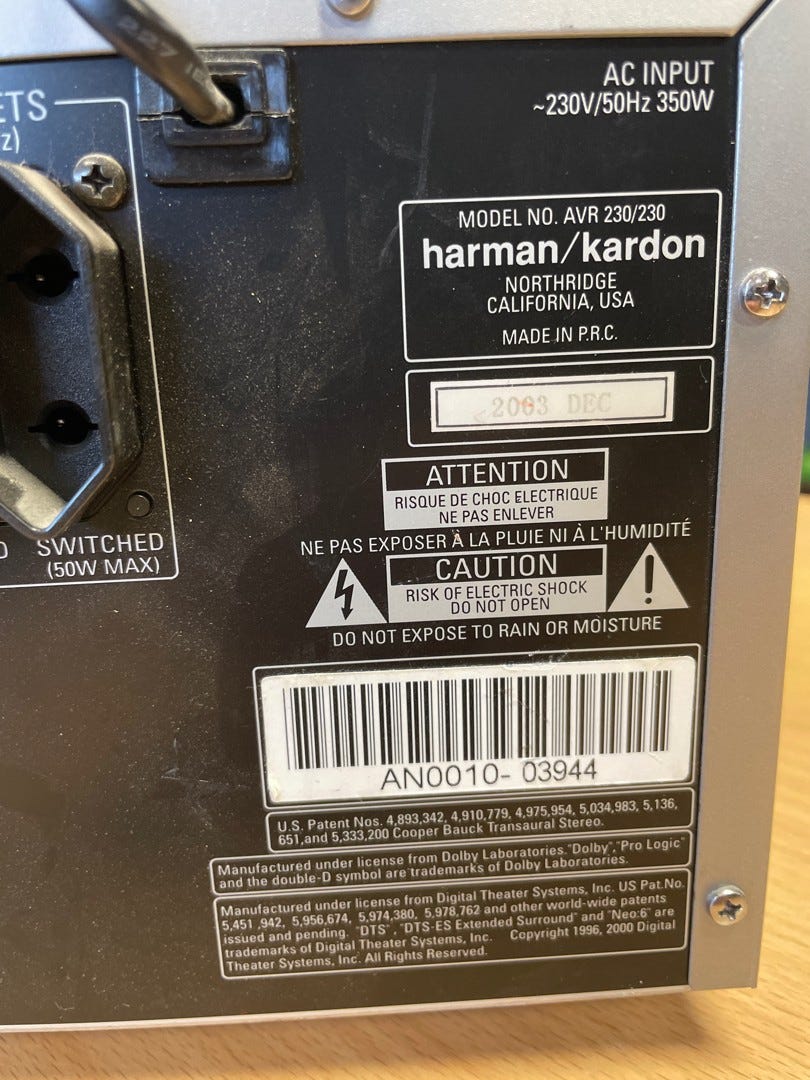 227
ETS
z)
AC INPUT
~230V/50Hz 350W
MODEL NO. AVR 230/230
harman/kardon
NORTHRIDGE
CALIFORNIA, USA
MADE IN P.R.C.
2003 DEC
ATTENTION
RISQUE DE CHOC ELECTRIQUE
NE PAS ENLEVER
NE PAS EXPOSER À LA PLUIE NI À L'HUMIDITÉ
CAUTION
RISK OF ELECTRIC SHOCK
DO NOT OPEN
DO NOT EXPOSE TO RAIN OR MOISTURE
D SWITCHED
(50W MAX)
AN0010- 03944
U.S. Patent Nos. 4,893,342, 4,910,779, 4,975,954, 5,034,983, 5,136,
651,and 5,333,200 Cooper Bauck Transaural Stereo.
Manufactured under license from Dolby Laboratories."Dolby","Pro Logic"
and the double-D symbol are trademarks of Dolby Laboratories.
Manufactured under license from Digital Theater Systems, Inc. US Pat.No.
5,451 ,942, 5,956,674, 5,974,380, 5,978,762 and other world-wide patents
issued and pending. "DTS", "DTS-ES Extended Surround" and "Neo:6" are
trademarks of Digital Theater Systems, Inc. Copyright 1996, 2000 Digital
Theater Systems, Inc. All Rights Reserved.